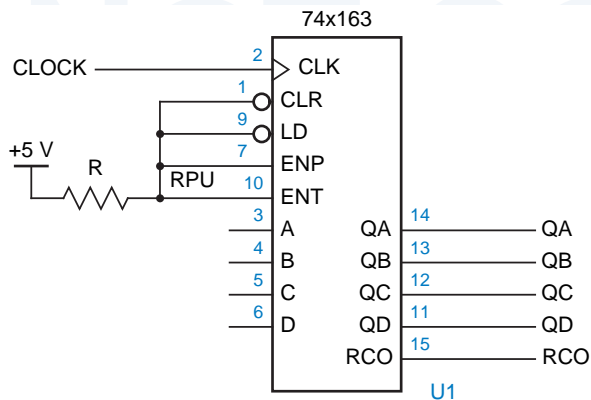 74x163
CLOCK 2 CLK
1 CLR
9 LD
+5 V
7 ENP
R RPU
10 ENT
3 A QA 14 QA
4 B QB 13 QB
5 C QC 12 QC
6 D QD 11 QD
RCO 15 RCO
U1